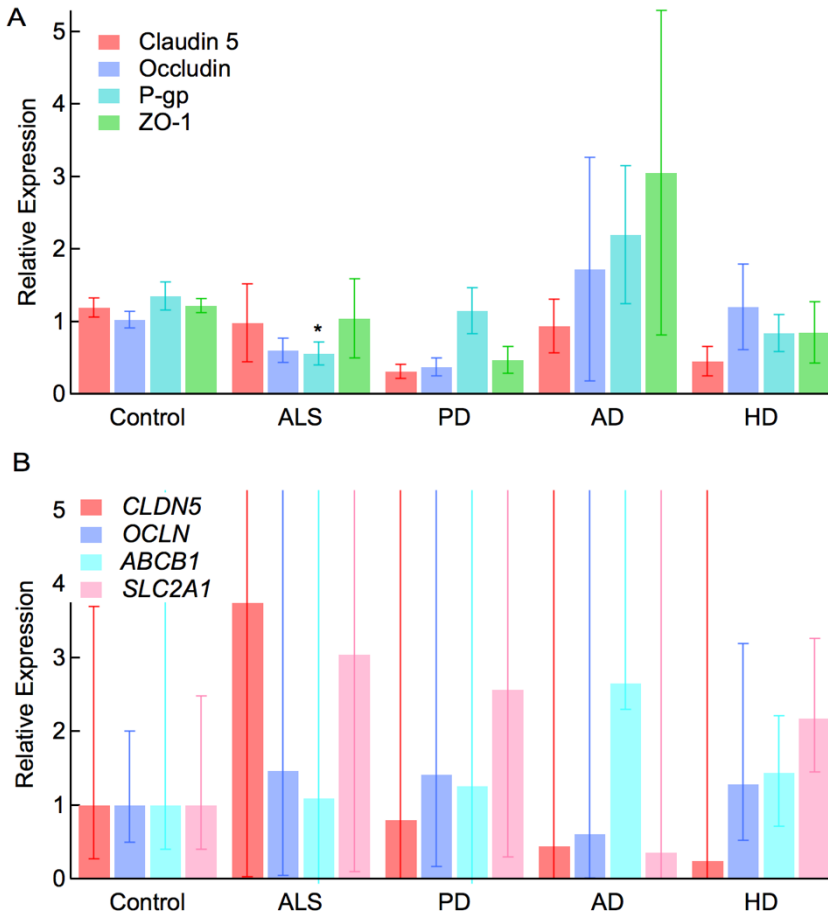 A
Relative Expression
5
4
3
2
1
0
Claudin 5
Occludin
P-gp
ZO-1
*
Control ALS PD AD HD
B
Relative Expression
5
4
3
2
1
0
CLDN5
OCLN
ABCB1
SLC2A1
Control ALS PD AD HD